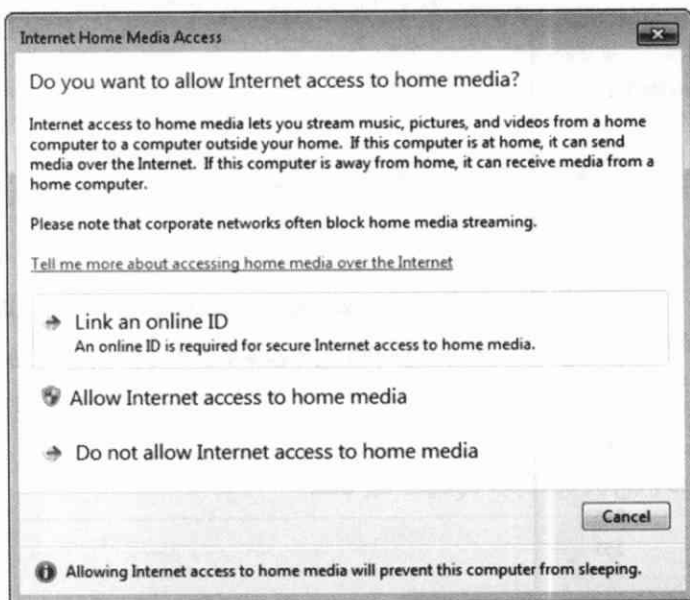 Internet Home Media Access
Do you want to allow Internet access to home media?
Internet access to home media lets you stream music, pictures, and videos from a home
computer to a computer outside your home. If this computer is at home, it can send
media over the Internet. If this computer is away from home, it can receive media from a
home computer.
Please note that corporate networks often block home media streaming.
Tell me more about accessing home media over the Internet
Link an online ID
An online ID is required for secure Internet access to home media.
Allow Internet access to home media
Do not allow Internet access to home media
Cancel
Allowing Internet access to home media will prevent this computer from sleeping.